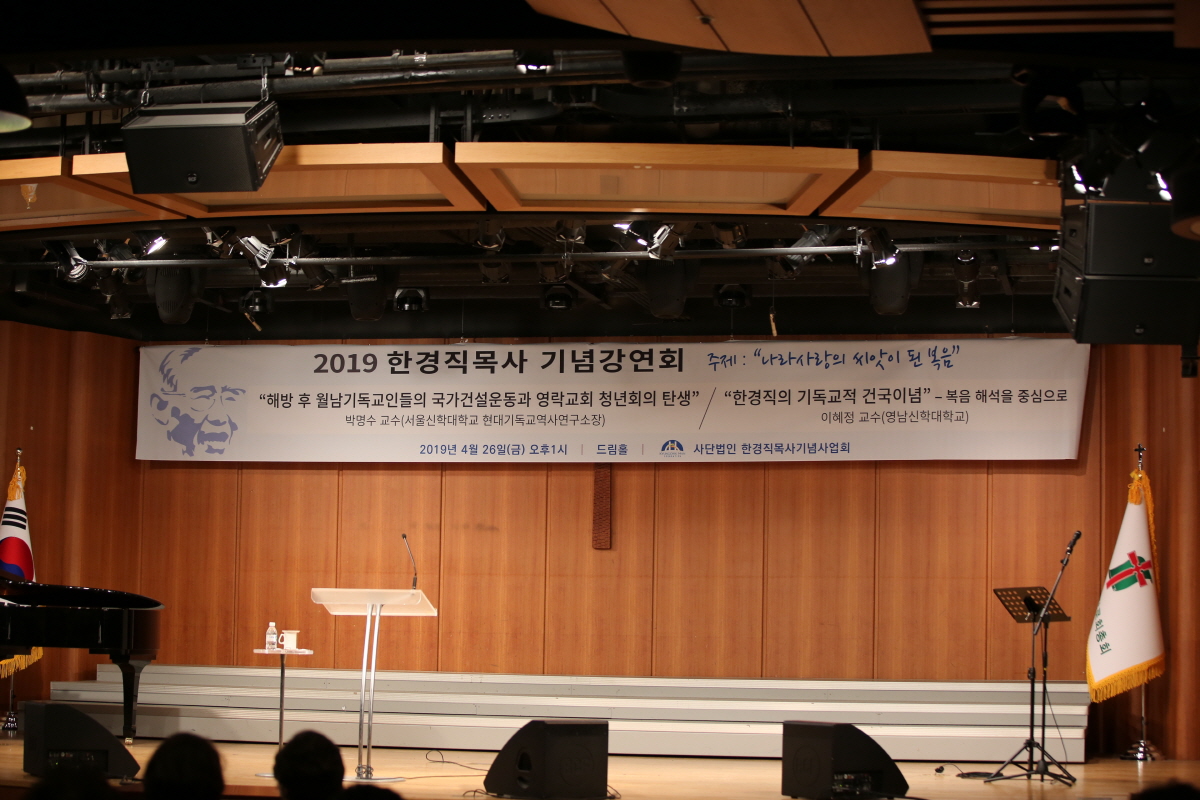 2019 한경직목사 기념강연회 주제 : "나라사랑의 씨앗이 된 복음"
"해방 후 월남기독교인들의 국가건설운동과 영락교회 청년회의 탄생" / "한경직의 기독교적 건국이념" – 복음 해석을 중심으로
박명수 교수(서울신학대학교 현대기독교역사연구소장) 이혜정 교수(영남신학대학교)
2019년 4월 26일(금) 오후1시 | 드림홀 | 사단법인 한경직목사기념사업회
회총회